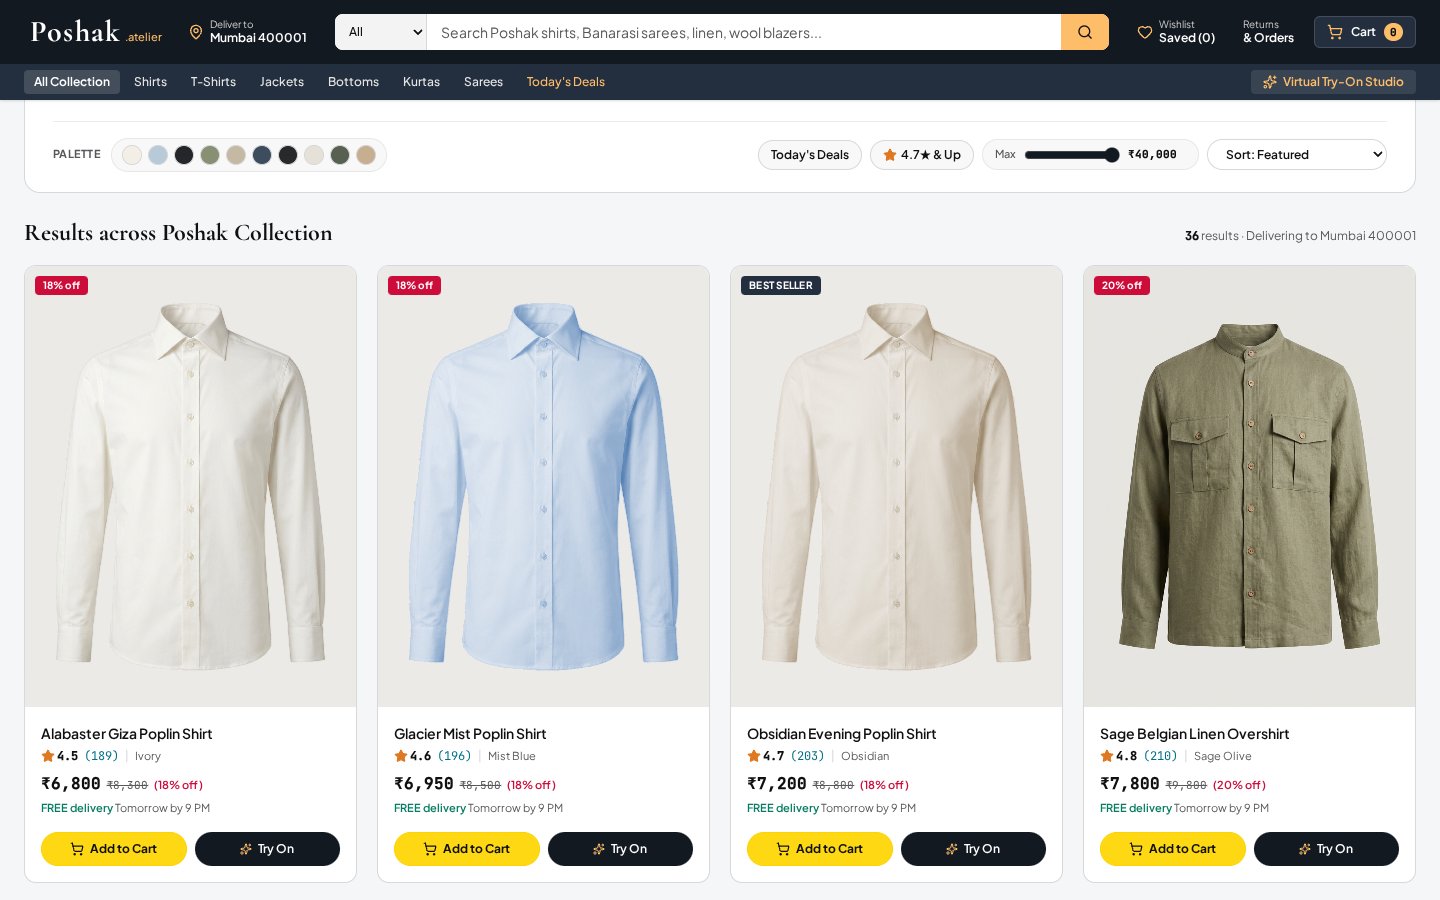 Poshak .atelier
Deliver to
Mumbai 400001
All
Search Poshak shirts, Banarasi sarees, linen, wool blazers...
Wishlist
Saved (0)
Returns
& Orders
Cart 0
All Collection Shirts T-Shirts Jackets Bottoms Kurtas Sarees Today's Deals Virtual Try-On Studio
PALETTE Today's Deals 4.7★ & Up Max ₹40,000 Sort: Featured
Results across Poshak Collection
36 results · Delivering to Mumbai 400001
18% off
Alabaster Giza Poplin Shirt
4.5 (189) | Ivory
₹6,800 ₹8,300 (18% off)
FREE delivery Tomorrow by 9 PM
Add to Cart Try On
18% off
Glacier Mist Poplin Shirt
4.6 (196) | Mist Blue
₹6,950 ₹8,500 (18% off)
FREE delivery Tomorrow by 9 PM
Add to Cart Try On
BEST SELLER
Obsidian Evening Poplin Shirt
4.7 (203) | Obsidian
₹7,200 ₹8,800 (18% off)
FREE delivery Tomorrow by 9 PM
Add to Cart Try On
20% off
Sage Belgian Linen Overshirt
4.8 (210) | Sage Olive
₹7,800 ₹9,800 (20% off)
FREE delivery Tomorrow by 9 PM
Add to Cart Try On